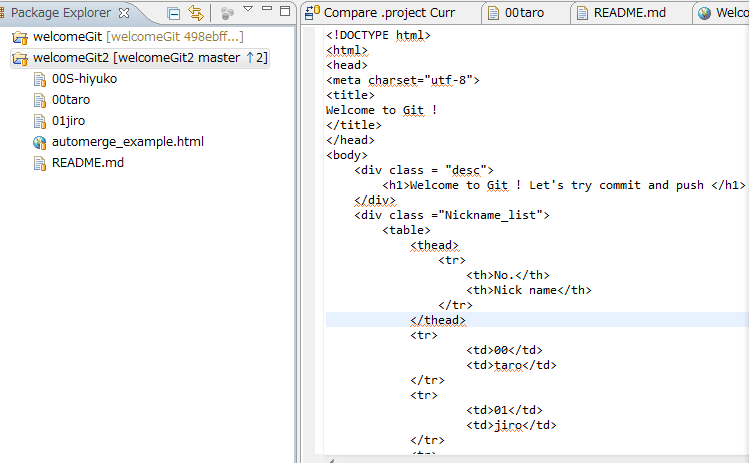 Package Explorer
welcomeGit [welcomeGit 498ebff...]
welcomeGit2 [welcomeGit2 master ↑2]
00S-hiyuko
00taro
01jiro
automerge_example.html
README.md
Compare .project Curr
00taro
README.md
Welco
<!DOCTYPE html>
<html>
<head>
<meta charset="utf-8">
<title>
Welcome to Git !
</title>
</head>
<body>
<div class = "desc">
<h1>Welcome to Git ! Let's try commit and push </h1>
</div>
<div class ="Nickname_list">
<table>
<thead>
<tr>
<th>No.</th>
<th>Nick name</th>
</tr>
</thead>
<tr>
<td>00</td>
<td>taro</td>
</tr>
<tr>
<td>01</td>
<td>jiro</td>
</tr>